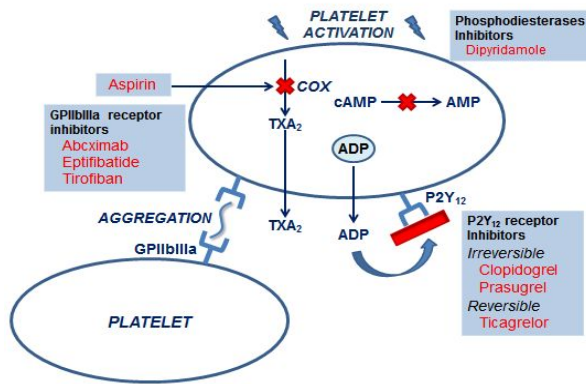 PLATELET
ACTIVATION
Phosphodiesterases
Inhibitors
Dipyridamole
Aspirin
COX
cAMP
AMP
TXA₂
GPIIbIIIa receptor
inhibitors
Abcximab
Eptifibatide
Tirofiban
ADP
P2Y₁₂
AGGREGATION
TXA₂
ADP
GPIIbIIIa
P2Y₁₂ receptor
Inhibitors
Irreversible
Clopidogrel
Prasugrel
Reversible
Ticagrelor
PLATELET